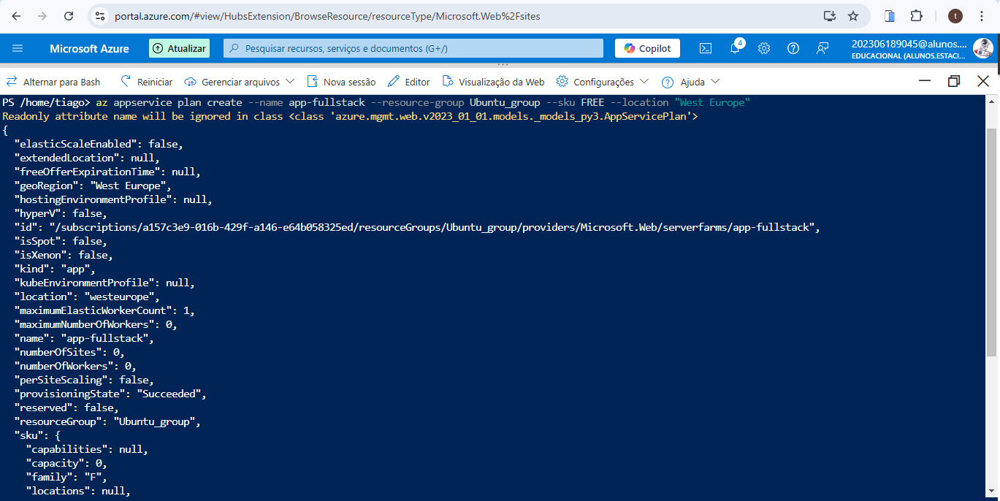 portal.azure.com/#view/HubsExtension/BrowseResource/resourceType/Microsoft.Web%2Fsites
t
Microsoft Azure
Atualizar
Pesquisar recursos, serviços e documentos (G+/)
Copilot
4
202306189045@alunos....
EDUCACIONAL (ALUNOS.ESTACI...
Alternar para Bash
Reiniciar
Gerenciar arquivos
Nova sessão
Editor
Visualização da Web
Configurações
Ajuda
PS /home/tiago> az appservice plan create --name app-fullstack --resource-group Ubuntu_group --sku FREE --location "West Europe"
Readonly attribute name will be ignored in class <class 'azure.mgmt.web.v2023_01_01.models._models_py3.AppServicePlan'>
{
  "elasticScaleEnabled": false,
  "extendedLocation": null,
  "freeOfferExpirationTime": null,
  "geoRegion": "West Europe",
  "hostingEnvironmentProfile": null,
  "hyperV": false,
  "id": "/subscriptions/a157c3e9-016b-429f-a146-e64b058325ed/resourceGroups/Ubuntu_group/providers/Microsoft.Web/serverfarms/app-fullstack",
  "isSpot": false,
  "isXenon": false,
  "kind": "app",
  "kubeEnvironmentProfile": null,
  "location": "westeurope",
  "maximumElasticWorkerCount": 1,
  "maximumNumberOfWorkers": 0,
  "name": "app-fullstack",
  "numberOfSites": 0,
  "numberOfWorkers": 0,
  "perSiteScaling": false,
  "provisioningState": "Succeeded",
  "reserved": false,
  "resourceGroup": "Ubuntu_group",
  "sku": {
    "capabilities": null,
    "capacity": 0,
    "family": "F",
    "locations": null,